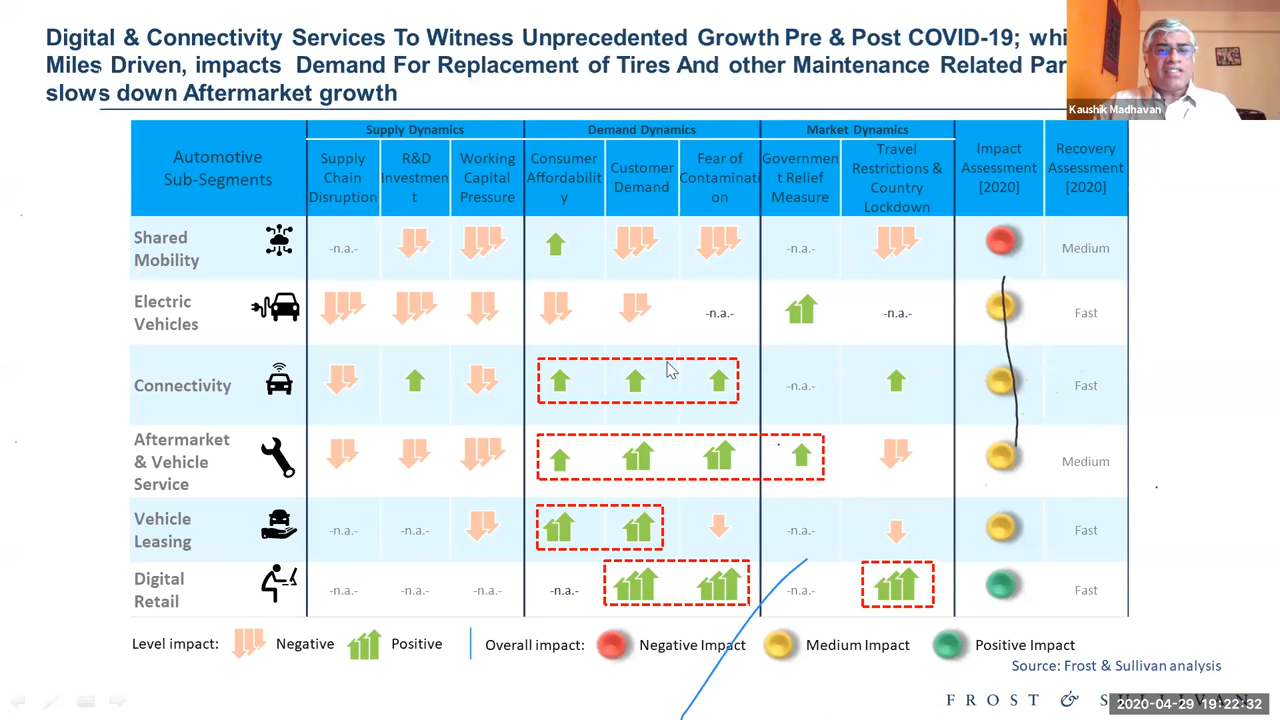 Digital & Connectivity Services To Witness Unprecedented Growth Pre & Post COVID-19;
Miles Driven, impacts Demand For Replacement of Tires And other Maintenance Related
slows down Aftermarket growth
Kaushik Madhavan
Automotive
Sub-Segments
Supply Dynamics
Demand Dynamics
Market Dynamics
Supply
Chain
Disruption
R&D
Investmen
t
Working
Capital
Pressure
Consumer
Affordabilit
y
Customer
Demand
Fear of
Contaminati
on
Governmen
t Relief
Measure
Travel
Restrictions &
Country
Lockdown
Impact
Assessment
[2020]
Recovery
Assessment
[2020]
Shared
Mobility
-n.a.-
-n.a.-
Medium
Electric
Vehicles
-n.a.-
-n.a.-
Fast
Connectivity
-n.a.-
Fast
Aftermarket
& Vehicle
Service
Medium
Vehicle
Leasing
-n.a.-
-n.a.-
-n.a.-
Fast
Digital
Retail
-n.a.-
-n.a.-
-n.a.-
-n.a.-
-n.a.-
Fast
Level impact:
Negative
Positive
Overall impact:
Negative Impact
Medium Impact
Positive Impact
Source: Frost & Sullivan analysis
FROST & SULLIVAN
2020-04-29 19:22:32